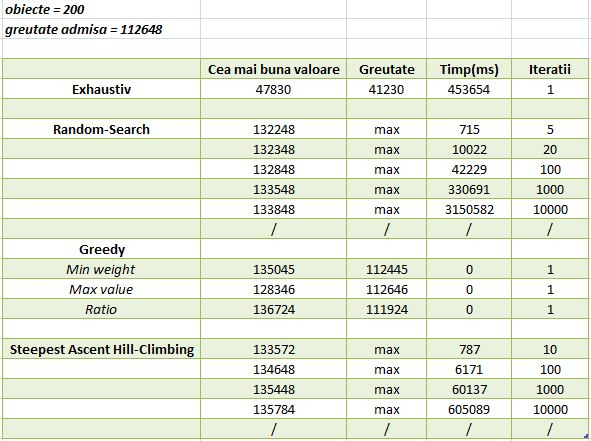 obiecte = 200
greutate admisa = 112648
Cea mai buna valoare Greutate Timp(ms) Iteratii
Exhaustiv 47830 41230 453654 1
Random-Search 132248 max 715 5
132348 max 10022 20
132848 max 42229 100
133548 max 330691 1000
133848 max 3150582 10000
/ / / /
Greedy
Min weight 135045 112445 0 1
Max value 128346 112646 0 1
Ratio 136724 111924 0 1
Steepest Ascent Hill-Climbing 133572 max 787 10
134648 max 6171 100
135448 max 60137 1000
135784 max 605089 10000
/ / / /